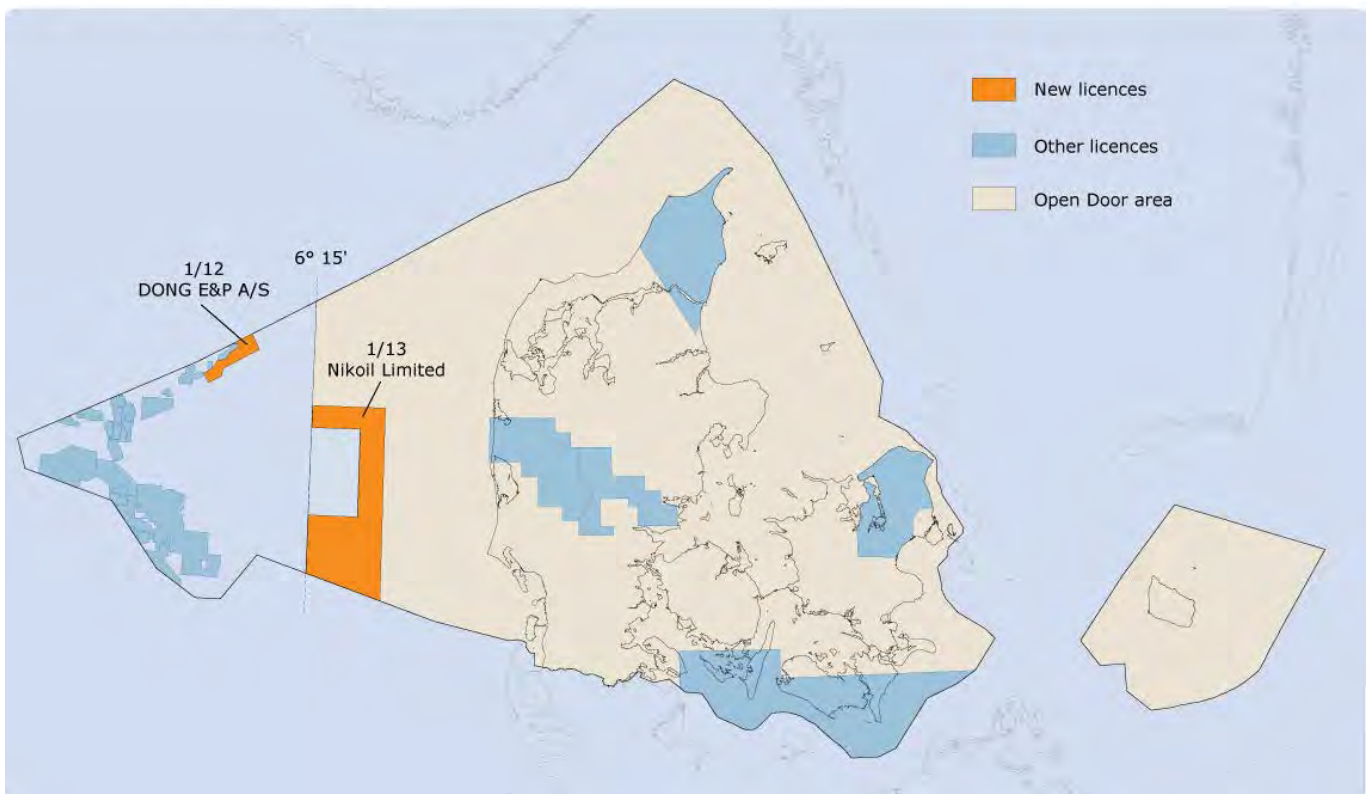 New licences
Other licences
Open Door area
6° 15'
1/12
DONG E&P A/S
1/13
Nikoil Limited